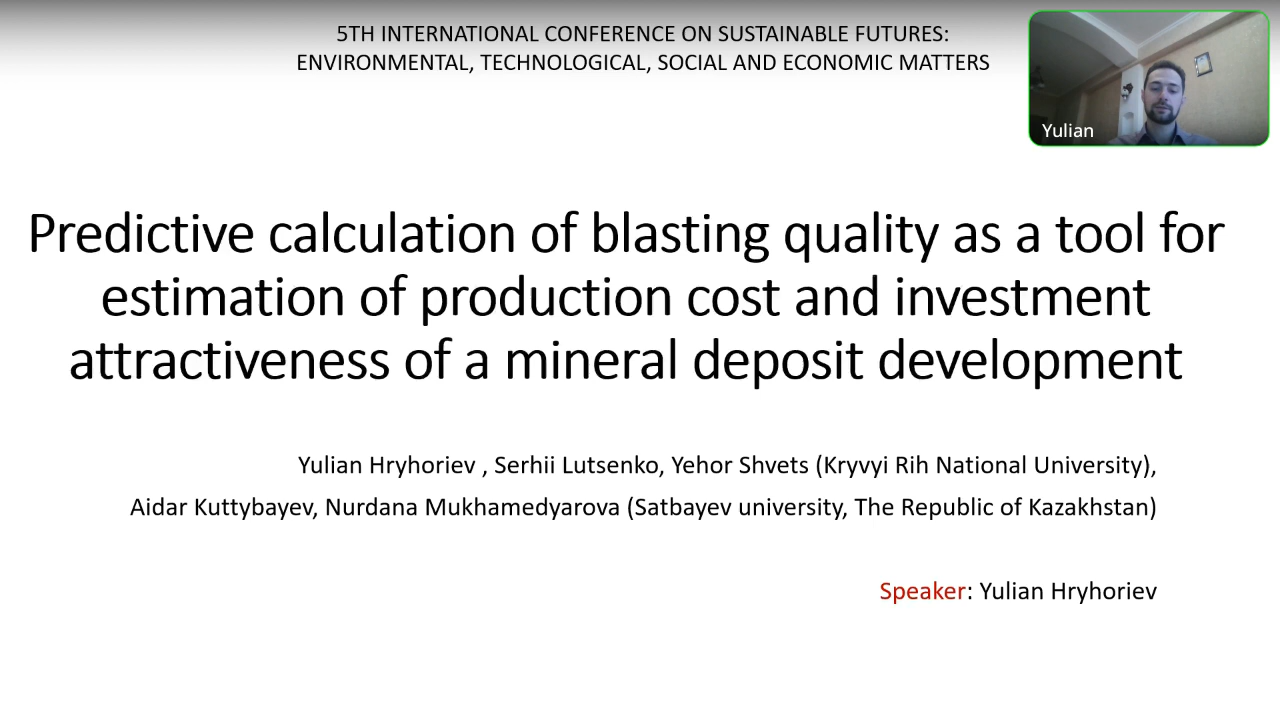 5TH INTERNATIONAL CONFERENCE ON SUSTAINABLE FUTURES:
ENVIRONMENTAL, TECHNOLOGICAL, SOCIAL AND ECONOMIC MATTERS
Yulian
Predictive calculation of blasting quality as a tool for
estimation of production cost and investment
attractiveness of a mineral deposit development
Yulian Hryhoriev , Serhii Lutsenko, Yehor Shvets (Kryvyi Rih National University),
Aidar Kuttybayev, Nurdana Mukhamedyarova (Satbayev university, The Republic of Kazakhstan)
Speaker: Yulian Hryhoriev